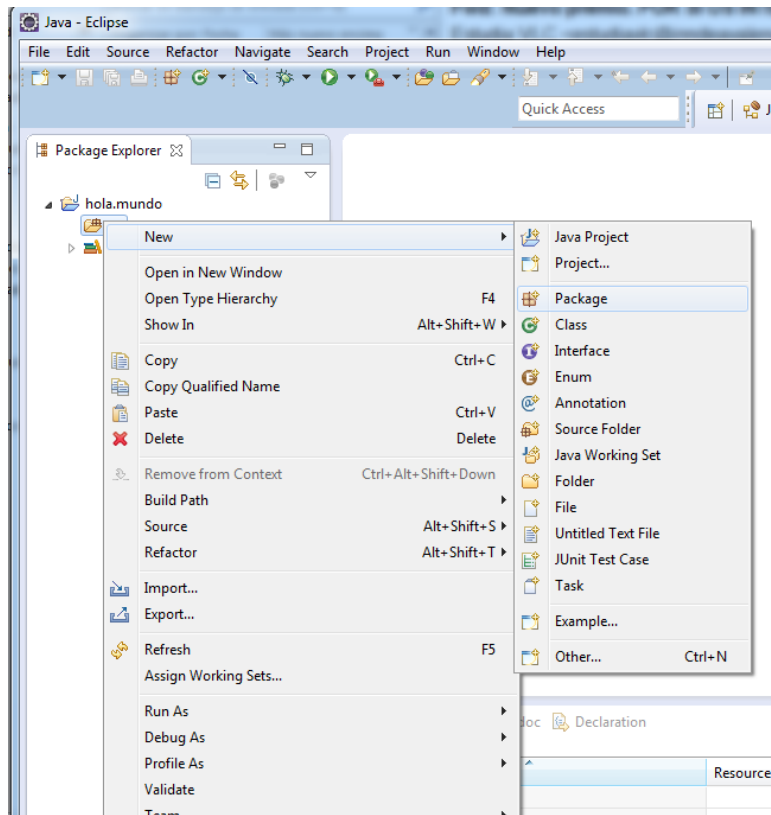 Java - Eclipse
File Edit Source Refactor Navigate Search Project Run Window Help
Quick Access
Package Explorer
hola.mundo
New
Open in New Window
Open Type Hierarchy F4
Show In Alt+Shift+W
Copy Ctrl+C
Copy Qualified Name
Paste Ctrl+V
Delete Delete
Remove from Context Ctrl+Alt+Shift+Down
Build Path
Source Alt+Shift+S
Refactor Alt+Shift+T
Import...
Export...
Refresh F5
Assign Working Sets...
Run As
Debug As
Profile As
Validate
Team
Java Project
Project...
Package
Class
Interface
Enum
Annotation
Source Folder
Java Working Set
Folder
File
Untitled Text File
JUnit Test Case
Task
Example...
Other... Ctrl+N
doc Declaration
Resource